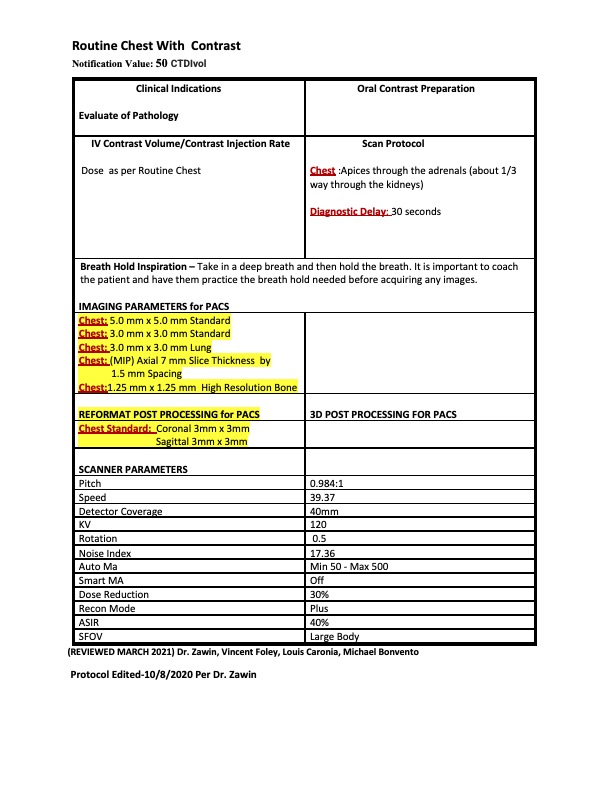 Routine Chest With  Contrast
Notification Value: 50 CTDIvol
Clinical Indications
Oral Contrast Preparation
Evaluate of Pathology
IV Contrast Volume/Contrast Injection Rate
Scan Protocol
Dose  as per Routine Chest
Chest :Apices through the adrenals (about 1/3
way through the kidneys)
Diagnostic Delay: 30 seconds
Breath Hold Inspiration – Take in a deep breath and then hold the breath. It is important to coach
the patient and have them practice the breath hold needed before acquiring any images.
IMAGING PARAMETERS for PACS
Chest: 5.0 mm x 5.0 mm Standard
Chest: 3.0 mm x 3.0 mm Standard
Chest: 3.0 mm x 3.0 mm Lung
Chest: (MIP) Axial 7 mm Slice Thickness  by
1.5 mm Spacing
Chest:1.25 mm x 1.25 mm  High Resolution Bone
REFORMAT POST PROCESSING for PACS
3D POST PROCESSING FOR PACS
Chest Standard:  Coronal 3mm x 3mm
Sagittal 3mm x 3mm
SCANNER PARAMETERS
Pitch 0.984:1
Speed 39.37
Detector Coverage 40mm
KV 120
Rotation 0.5
Noise Index 17.36
Auto Ma Min 50 - Max 500
Smart MA Off
Dose Reduction 30%
Recon Mode Plus
ASIR 40%
SFOV Large Body
(REVIEWED MARCH 2021) Dr. Zawin, Vincent Foley, Louis Caronia, Michael Bonvento
Protocol Edited-10/8/2020 Per Dr. Zawin